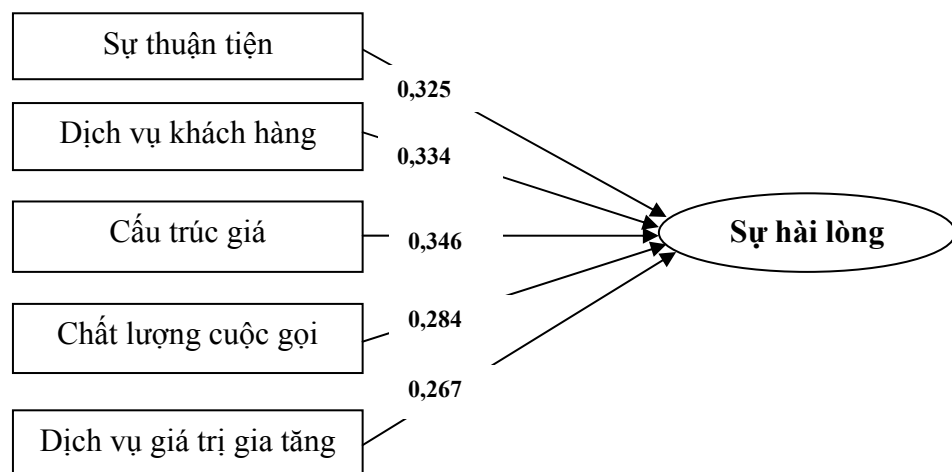 Sự thuận tiện
0,325
Dịch vụ khách hàng
0,334
Cấu trúc giá
0,346
Sự hài lòng
Chất lượng cuộc gọi
0,284
0,267
Dịch vụ giá trị gia tăng